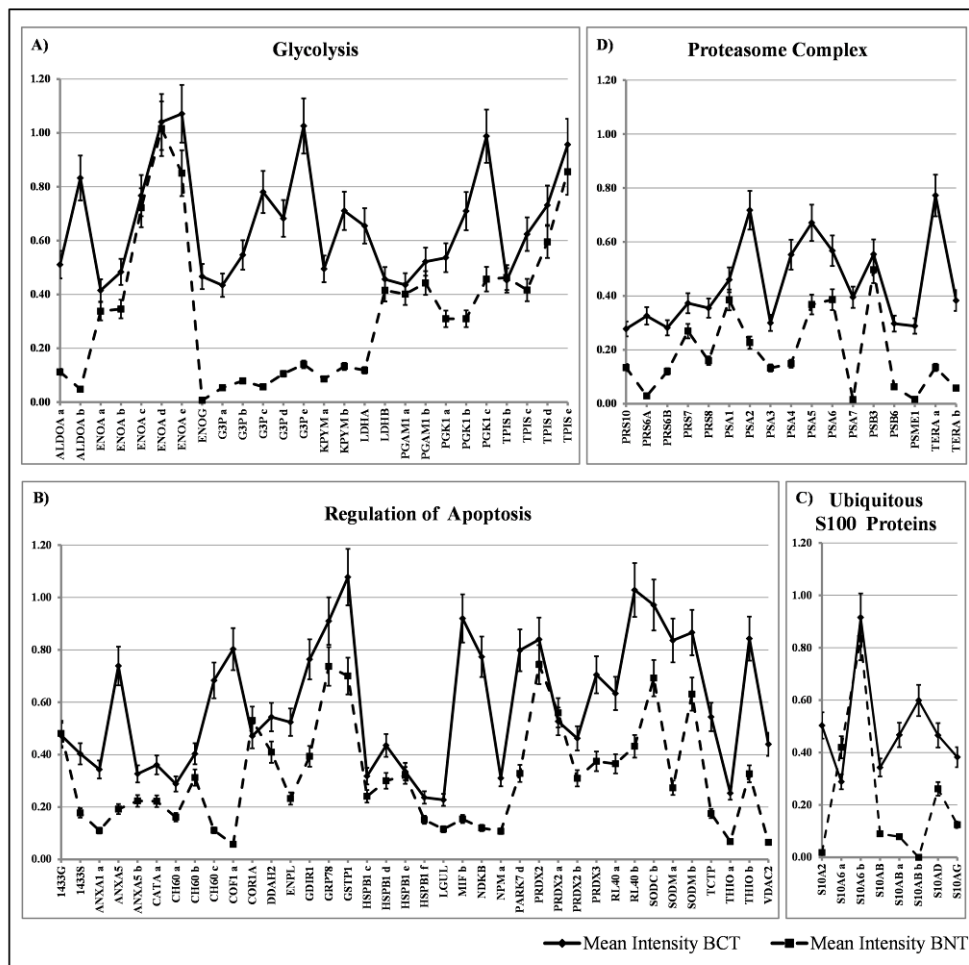 A)
Glycolysis
1.20
1.00
0.80
0.60
0.40
0.20
0.00
ALDOA a
ALDOA b
ENOA a
ENOA b
ENOA c
ENOA d
ENOA e
ENOG
G3P a
G3P b
G3P c
G3P d
G3P e
KPYM a
KPYM b
LDHA
LDHB
PGAM1 a
PGAM1 b
PGK1 a
PGK1 b
PGK1 c
TPIS b
TPIS c
TPIS d
TPIS e
D)
Proteasome Complex
1.20
1.00
0.80
0.60
0.40
0.20
0.00
PRS10
PRS6A
PRS6B
PRS7
PRS8
PSA1
PSA2
PSA3
PSA4
PSA5
PSA6
PSA7
PSB3
PSB6
PSME1
TERA a
TERA b
B)
Regulation of Apoptosis
1.20
1.00
0.80
0.60
0.40
0.20
0.00
1433G
1433S
ANXA1 a
ANXA5
ANXA5 b
CATA a
CH60 a
CH60 b
CH60 c
COF1 a
CORIA
DDAH2
ENPL
GDIR1
GRP78
GSTP1
HSPB1 c
HSPB1 d
HSPB1 e
HSPB1 f
LGUL
MIF b
NDKB
NPM a
PARK7 d
PRDX2
PRDX2 a
PRDX2 b
PRDX3
RL40 a
RL40 b
SODC b
SODM a
SODM b
TCTP
THIO a
THIO b
VDAC2
C)
Ubiquitous
S100 Proteins
1.20
1.00
0.80
0.60
0.40
0.20
0.00
S10A2
S10A6 a
S10A6 b
S10AB
S10AB a
S10AB b
S10AD
S10AG
Mean Intensity BCT
Mean Intensity BNT